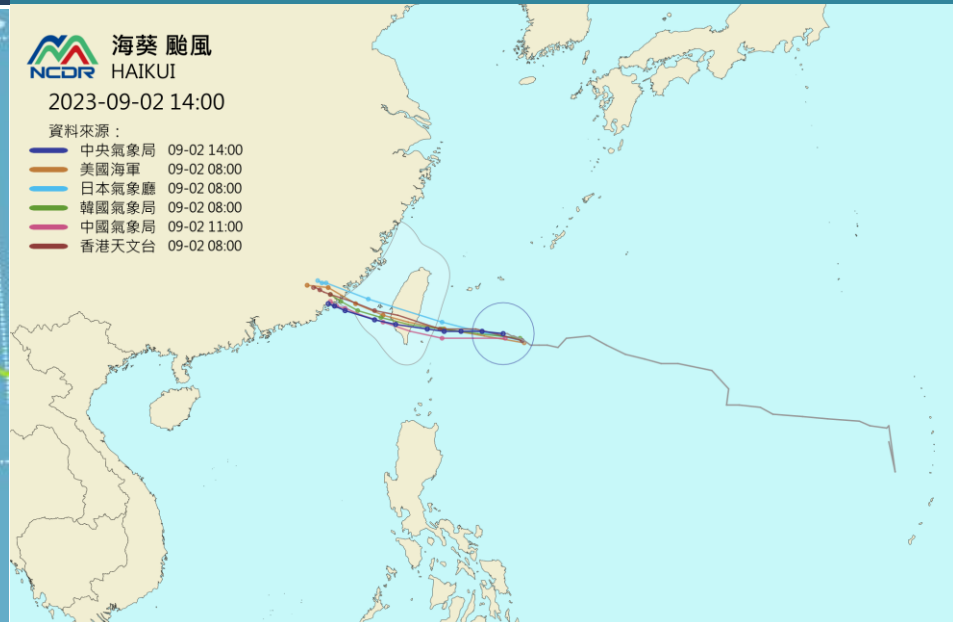 NCDR
海葵 颱風
HAIKUI
2023-09-02 14:00
資料來源：
中央氣象局 09-02 14:00
美國海軍 09-02 08:00
日本氣象廳 09-02 08:00
韓國氣象局 09-02 08:00
中國氣象局 09-02 11:00
香港天文台 09-02 08:00